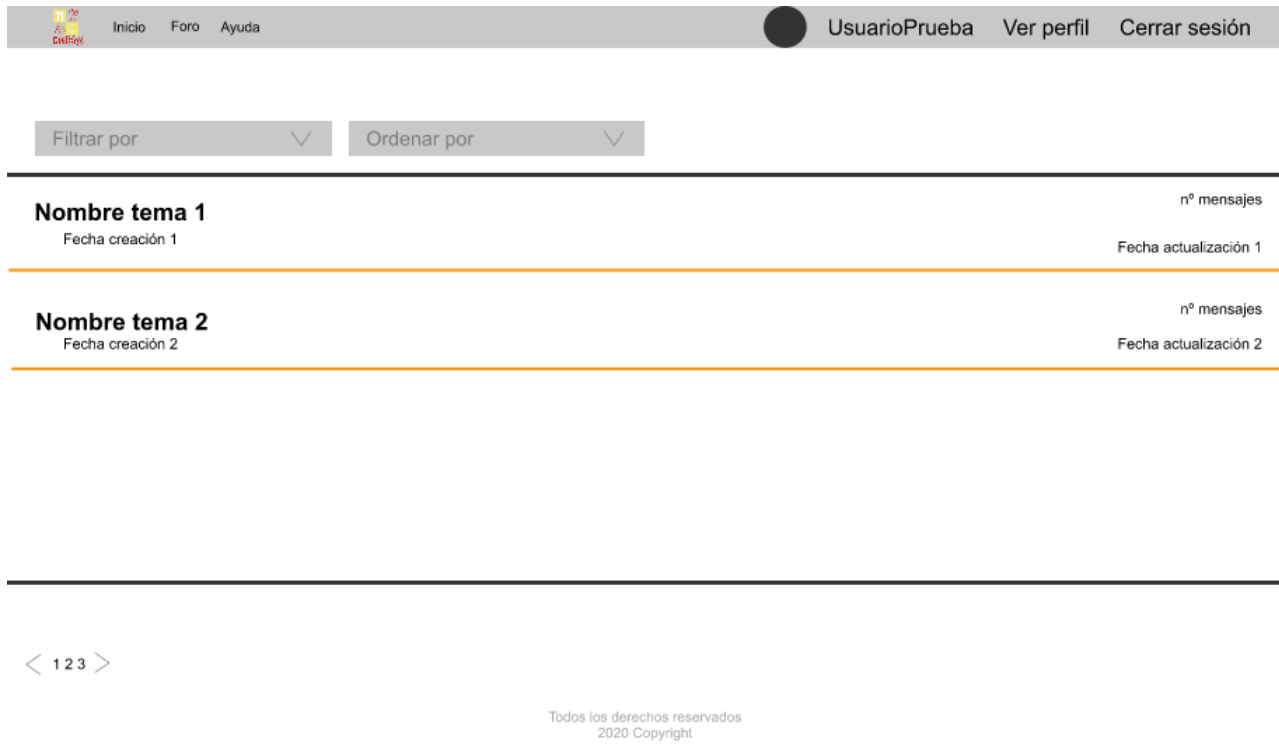 Inicio Foro Ayuda UsuarioPrueba Ver perfil Cerrar sesión
Filtrar por Ordenar por
nº mensajes
Nombre tema 1
Fecha creación 1
Fecha actualización 1
nº mensajes
Nombre tema 2
Fecha creación 2 Fecha actualización 2
1 2 3
Todos los derechos reservados
2020 Copyright